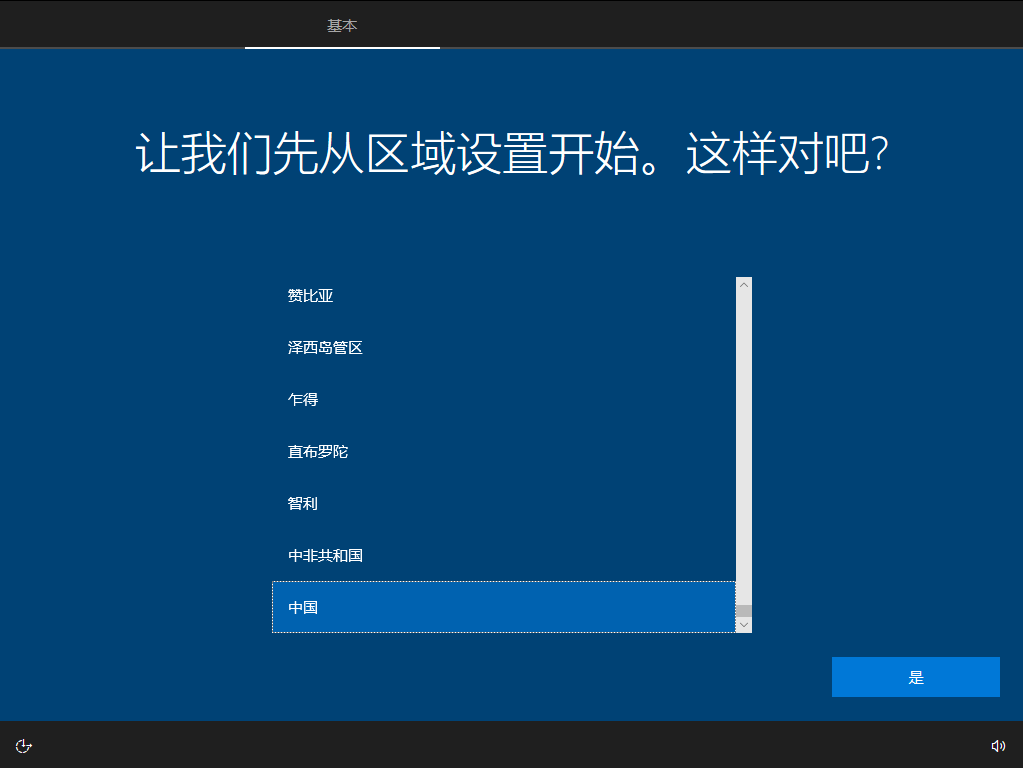 基本
让我们先从区域设置开始。这样对吧?
赞比亚
泽西岛管区
乍得
直布罗陀
智利
中非共和国
中国
是